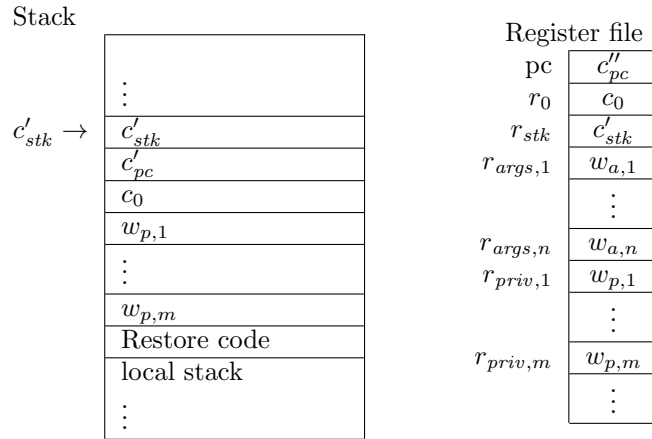 Stack
⋮
c′stk → c′stk
c′pc
c0
wp,1
⋮
wp,m
Restore code
local stack
⋮
Register file
pc c′′pc
r0 c0
rstk c′stk
rargs,1 wa,1
⋮
rargs,n wa,n
rpriv,1 wp,1
⋮
rpriv,m wp,m
⋮